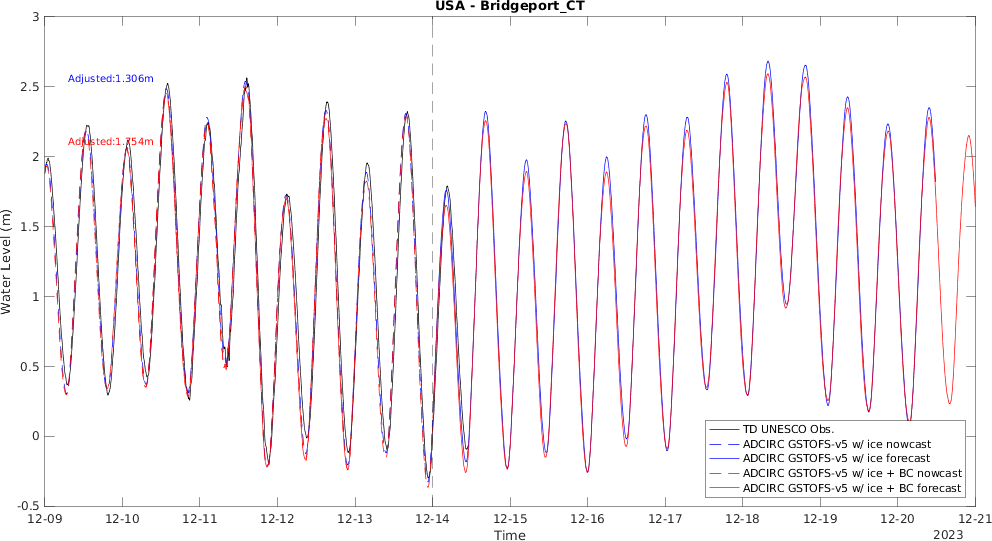 USA - Bridgeport_CT
3
2.5
2
1.5
1
0.5
0
-0.5
Water Level (m)
Adjusted:1.306m
Adjusted:1.754m
TD UNESCO Obs.
ADCIRC GSTOFS-v5 w/ ice nowcast
ADCIRC GSTOFS-v5 w/ ice forecast
ADCIRC GSTOFS-v5 w/ ice + BC nowcast
ADCIRC GSTOFS-v5 w/ ice + BC forecast
12-09 12-10 12-11 12-12 12-13 12-14 12-15 12-16 12-17 12-18 12-19 12-20 12-21
Time
2023